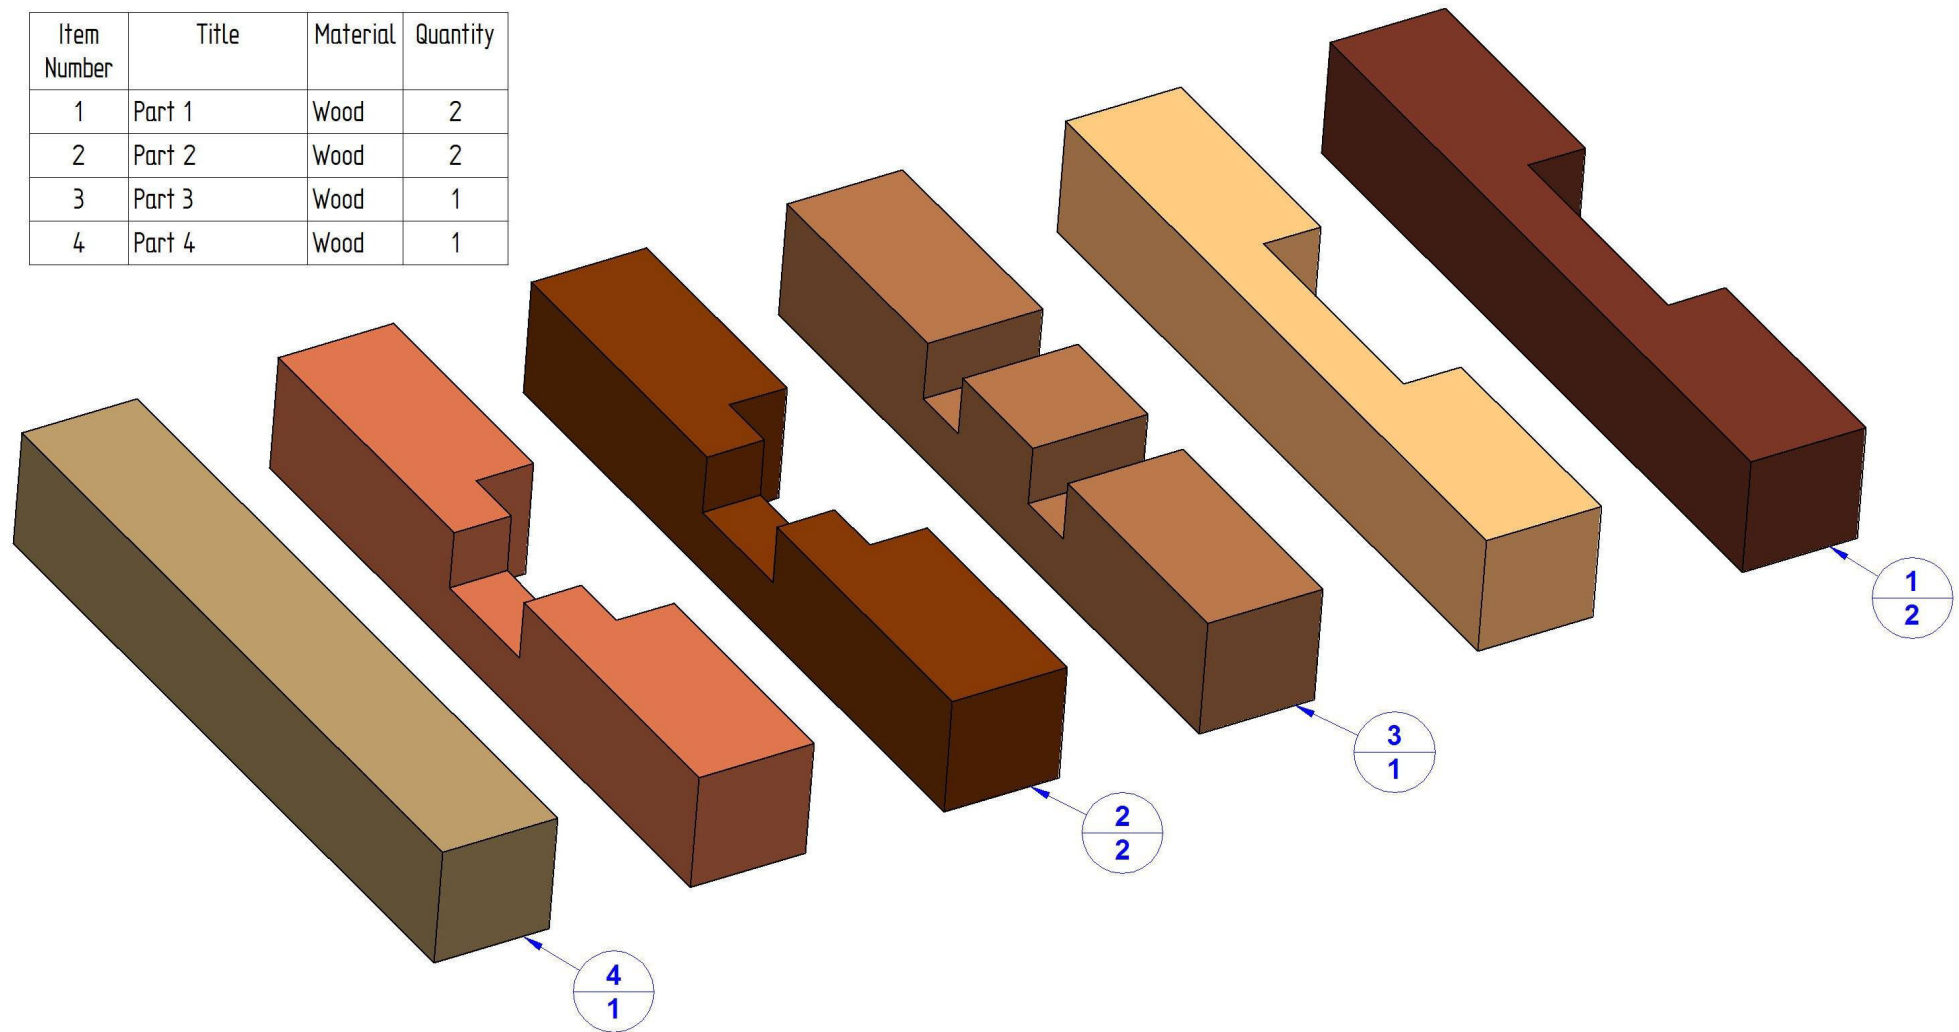 Item Number Title Material Quantity
1 Part 1 Wood 2
2 Part 2 Wood 2
3 Part 3 Wood 1
4 Part 4 Wood 1
1
2
3
1
2
2
4
1